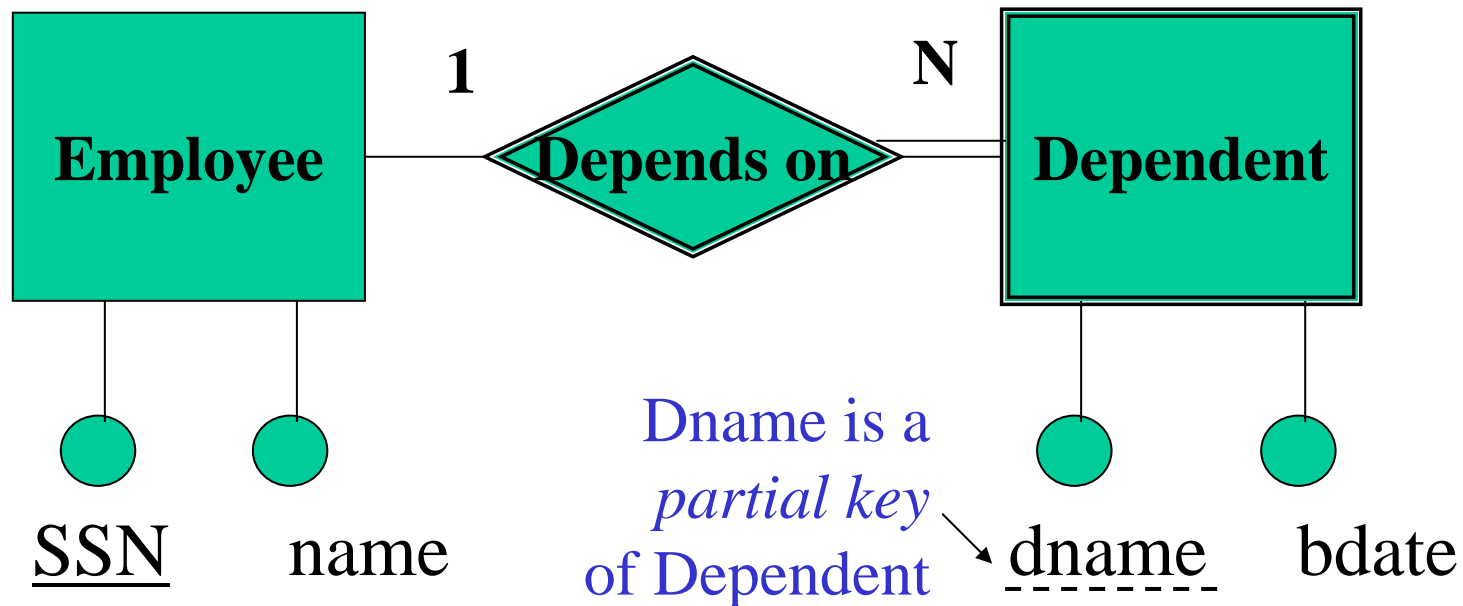 1
N
Employee
Depends on
Dependent
Dname is a
partial key
of Dependent
SSN
name
dname
bdate